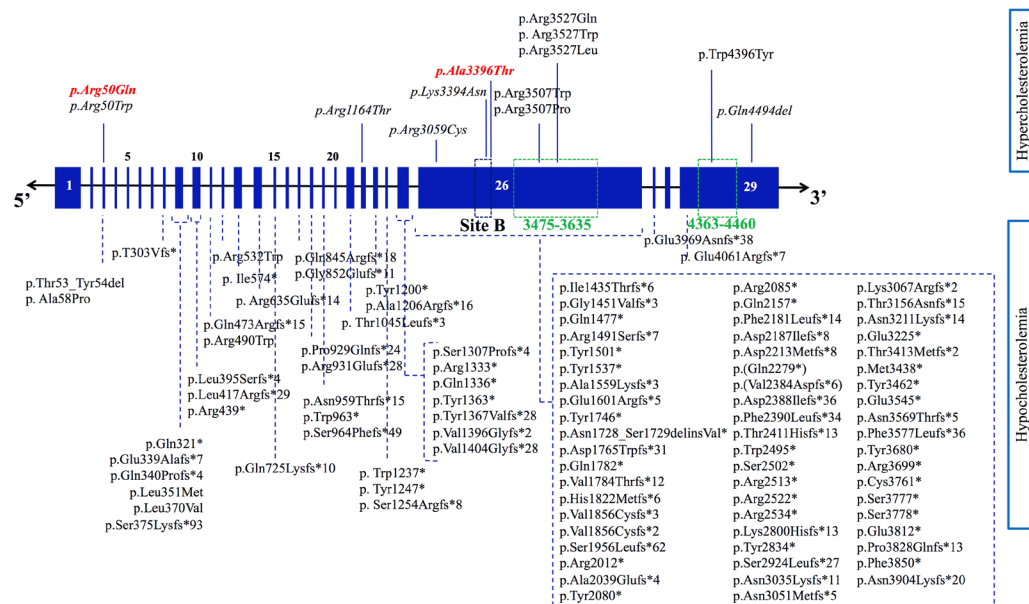 p.Arg3527Gln
p. Arg3527Trp
p.Arg3527Leu
p.Trp4396Tyr
p.Arg50Gln
p.Arg50Trp
p.Ala3396Thr
p.Lys3394Asn
p.Arg3507Trp
p.Arg3507Pro
p.Arg1164Thr
p.Arg3059Cys
p.Gln4494del
Hypercholesterolemia
5 10 15 20
1 26 29
5’ 3’
Site B 3475-3635 4363-4460
p.Glu3969Asnfs*38
p. Glu4061Argfs*7
Hypocholesterolemia
p.T303Vfs*
p.Thr53_Tyr54del
p. Ala58Pro
p.Arg532Trp
p. Ile574*
p. Arg635Glufs*14
p.Gln845Argfs*18
p.Gly852Glufs*11
p.Tyr1200*
p.Ala1206Argfs*16
p. Thr1045Leufs*3
p.Gln473Argfs*15
p.Arg490Trp
p.Pro929Glnfs*24
p.Arg931Glufs*28
p.Leu395Serfs*4
p.Leu417Argfs*29
p.Arg439*
p.Asn959Thrfs*15
p.Trp963*
p.Ser964Phefs*49
p.Ser1307Profs*4
p.Arg1333*
p.Gln1336*
p.Tyr1363*
p.Tyr1367Valfs*28
p.Val1396Glyfs*2
p.Val1404Glyfs*28
p.Gln321*
p.Glu339Alafs*7
p.Gln340Profs*4
p.Leu351Met
p.Leu370Val
p.Ser375Lysfs*93
p.Gln725Lysfs*10
p. Trp1237*
p. Tyr1247*
p. Ser1254Argfs*8
p.Ile1435Thrfs*6
p.Gly1451Valfs*3
p.Gln1477*
p.Arg1491Serfs*7
p.Tyr1501*
p.Tyr1537*
p.Ala1559Lysfs*3
p.Glu1601Argfs*5
p.Tyr1746*
p.Asn1728_Ser1729delinsVal*
p.Asp1765Trpfs*31
p.Gln1782*
p.Val1784Thrfs*12
p.His1822Metfs*6
p.Val1856Cysfs*3
p.Val1856Cysfs*2
p.Ser1956Leufs*62
p.Arg2012*
p.Ala2039Glufs*4
p.Tyr2080*
p.Arg2085*
p.Gln2157*
p.Phe2181Leufs*14
p.Asp2187Ilefs*8
p.Asp2213Metfs*8
p.(Gln2279*)
p.(Val2384Aspfs*6)
p.Asp2388Ilefs*36
p.Phe2390Leufs*34
p.Thr2411Hisfs*13
p.Trp2495*
p.Ser2502*
p.Arg2513*
p.Arg2522*
p.Arg2534*
p.Lys2800Hisfs*13
p.Tyr2834*
p.Ser2924Leufs*27
p.Asn3035Lysfs*11
p.Asn3051Metfs*5
p.Lys3067Argfs*2
p.Thr3156Asnfs*15
p.Asn3211Lysfs*14
p.Glu3225*
p.Thr3413Metfs*2
p.Met3438*
p.Tyr3462*
p.Glu3545*
p.Asn3569Thrfs*5
p.Phe3577Leufs*36
p.Tyr3680*
p.Arg3699*
p.Cys3761*
p.Ser3777*
p.Ser3778*
p.Glu3812*
p.Pro3828Glnfs*13
p.Phe3850*
p.Asn3904Lysfs*20